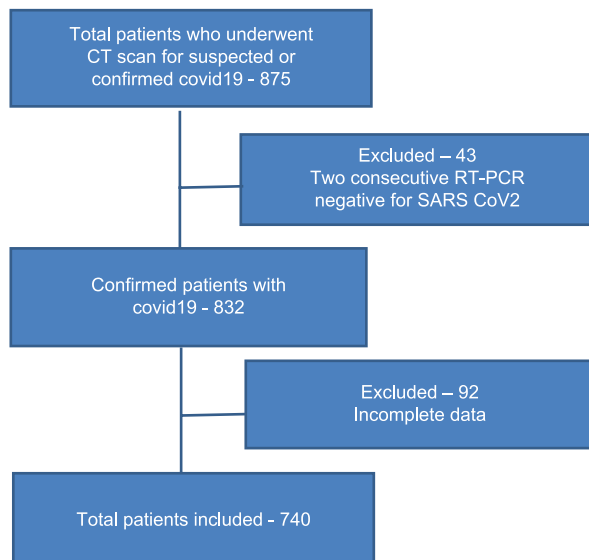 Total patients who underwent
CT scan for suspected or
confirmed covid19 - 875
Excluded – 43
Two consecutive RT-PCR
negative for SARS CoV2
Confirmed patients with
covid19 - 832
Excluded – 92
Incomplete data
Total patients included - 740